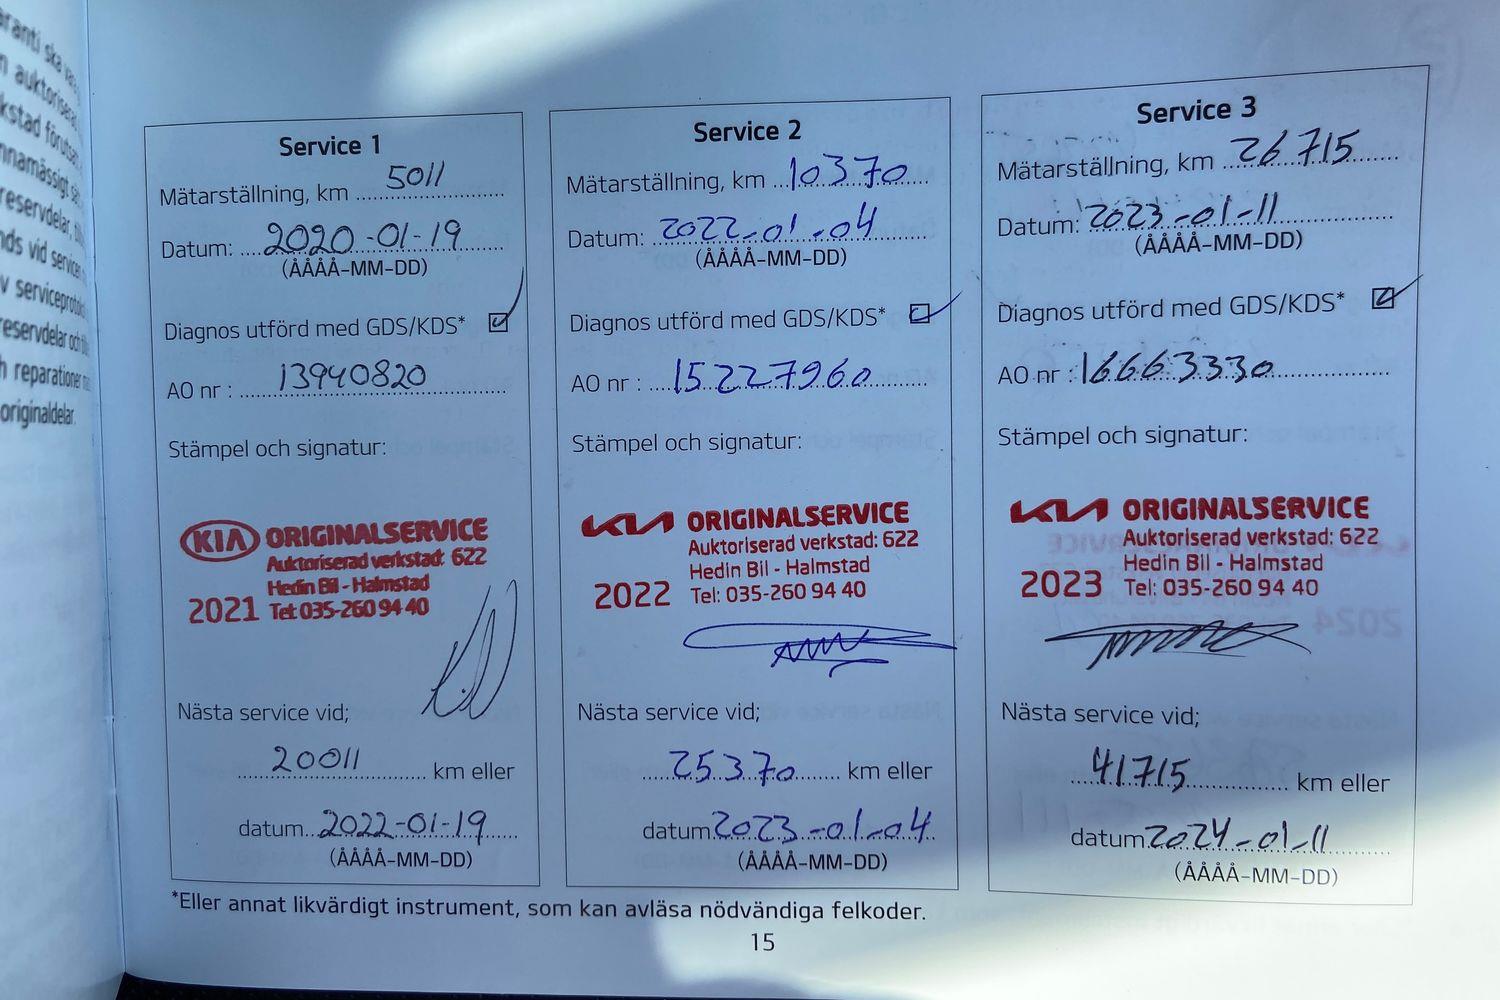 Service 1
Mätarställning, km 5011
Datum: 2020-01-19
(ÅÅÅÅ-MM-DD)
Diagnos utförd med GDS/KDS*
AO nr : 13940820
Stämpel och signatur:
KIA ORIGINALSERVICE
Auktoriserad verkstad: 622
Hedin Bil - Halmstad
2021 Tel: 035-260 94 40
Nästa service vid;
20011 km eller
datum 2022-01-19
(ÅÅÅÅ-MM-DD)
Service 2
Mätarställning, km 10370
Datum: 2022-01-04
(ÅÅÅÅ-MM-DD)
Diagnos utförd med GDS/KDS*
AO nr : 15227960
Stämpel och signatur:
KIA ORIGINALSERVICE
Auktoriserad verkstad: 622
Hedin Bil - Halmstad
2022 Tel: 035-260 94 40
Nästa service vid;
25370 km eller
datum 2023-01-04
(ÅÅÅÅ-MM-DD)
Service 3
Mätarställning, km 26715
Datum: 2023-01-11
(ÅÅÅÅ-MM-DD)
Diagnos utförd med GDS/KDS*
AO nr : 16663330
Stämpel och signatur:
KIA ORIGINALSERVICE
Auktoriserad verkstad: 622
Hedin Bil - Halmstad
2023 Tel: 035-260 94 40
Nästa service vid;
41715 km eller
datum 2024-01-11
(ÅÅÅÅ-MM-DD)
*Eller annat likvärdigt instrument, som kan avläsa nödvändiga felkoder.
15